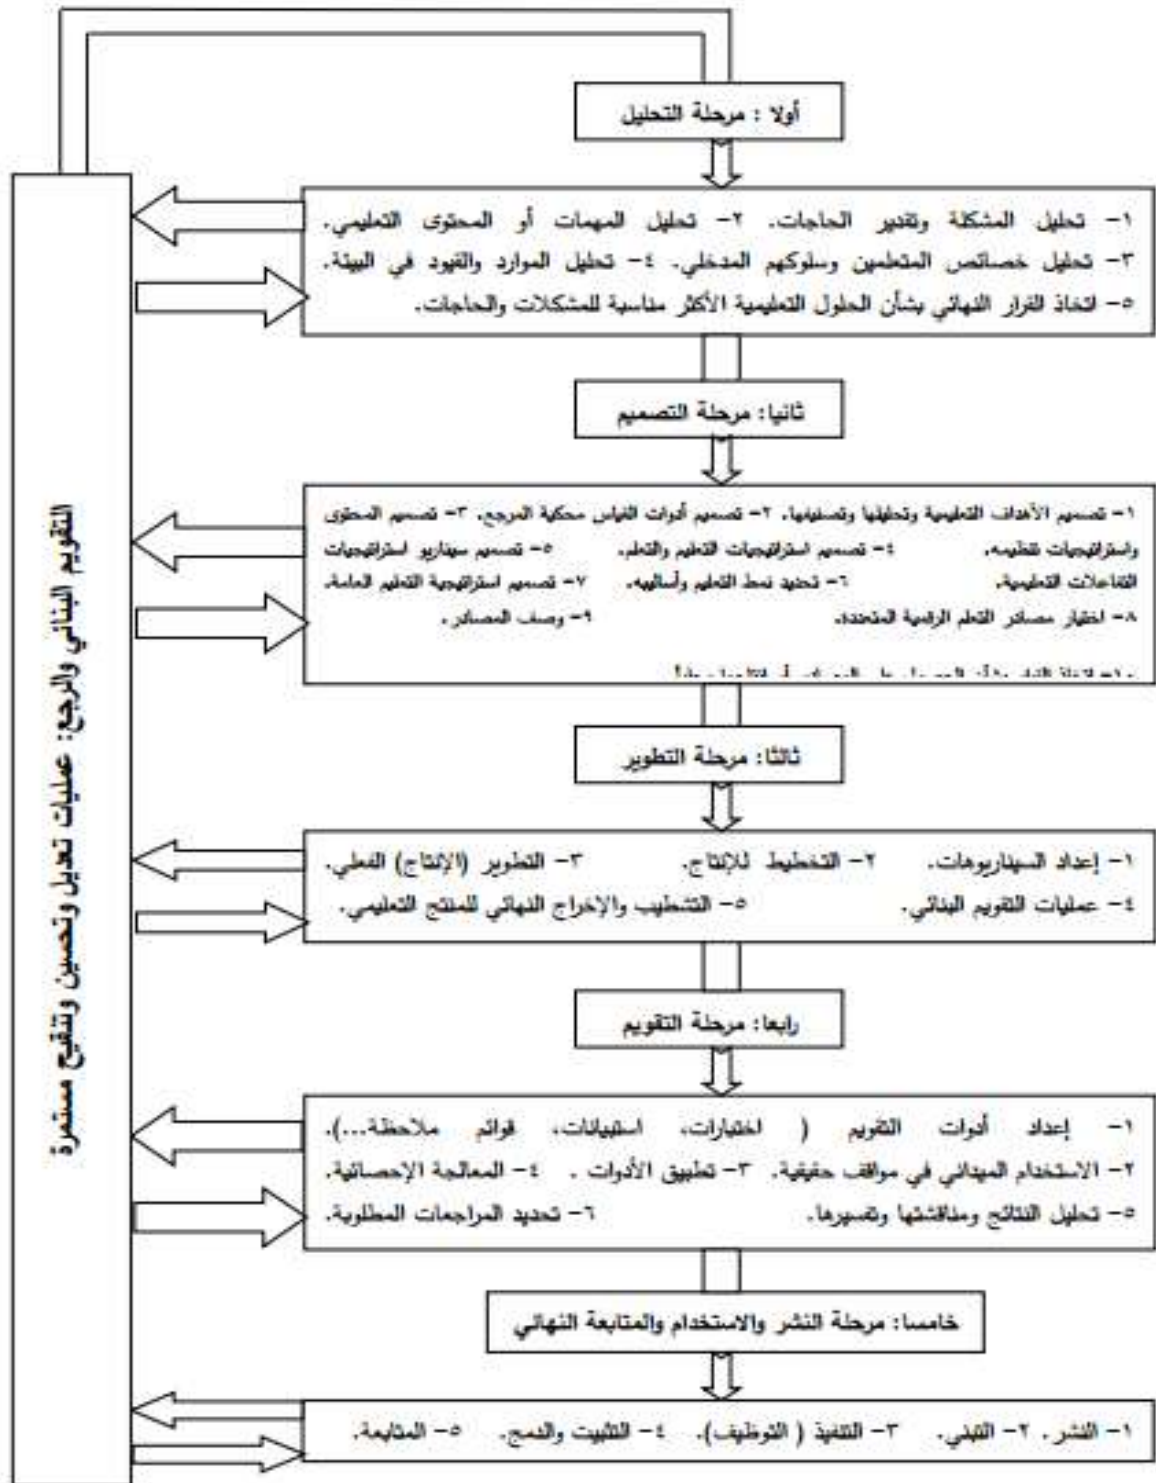 أولا : مرحلة التحليل
١- تحليل المشكلة وتقدير الحاجات. ٢- تحليل المهمات أو المحتوى التعليمي.
٣- تحليل خصائص المتعلمين وسلوكهم المدخلي. ٤- تحليل الموارد والقيود في البيئة.
٥- اتخاذ القرار النهائي بشأن الحلول التعليمية الأكثر مناسبة للمشكلات والحاجات.
ثانيا: مرحلة التصميم
١- تصميم الأهداف التعليمية وتحليلها وتصنيفها. ٢- تصميم أدوات القياس محكية المرجع. ٣- تصميم المحتوى
واستراتيجيات تنظيمه. ٤- تصميم استراتيجيات التعليم والتعلم. ٥- تصميم سيناريو استراتيجيات
التفاعلات التعليمية. ٦- تحديد نمط التعليم وأساليبه. ٧- تصميم استراتيجية التعليم العامة.
٨- اختيار مصادر التعلم الرقمية المتعددة. ٩- وصف المصادر.
ثالثا: مرحلة التطوير
١- إعداد السيناريوهات. ٢- التخطيط للإنتاج. ٣- التطوير (الإنتاج) الفعلي.
٤- عمليات التقويم البنائي. ٥- التشطيب والإخراج النهائي للمنتج التعليمي.
رابعا: مرحلة التقويم
١- إعداد أدوات التقويم ( اختبارات، استبيانات، قوائم ملاحظة...).
٢- الاستخدام الميداني في مواقف حقيقية. ٣- تطبيق الأدوات . ٤- المعالجة الإحصائية.
٥- تحليل النتائج ومناقشتها وتفسيرها. ٦- تحديد المراجعات المطلوبة.
خامسا: مرحلة النشر والاستخدام والمتابعة النهائي
١- النشر. ٢- التبني. ٣- التنفيذ ( التوظيف). ٤- التثبيت والدمج. ٥- المتابعة.
التقويم البنائي والرجع: عمليات تعديل وتحسين وتنقيح مستمرة